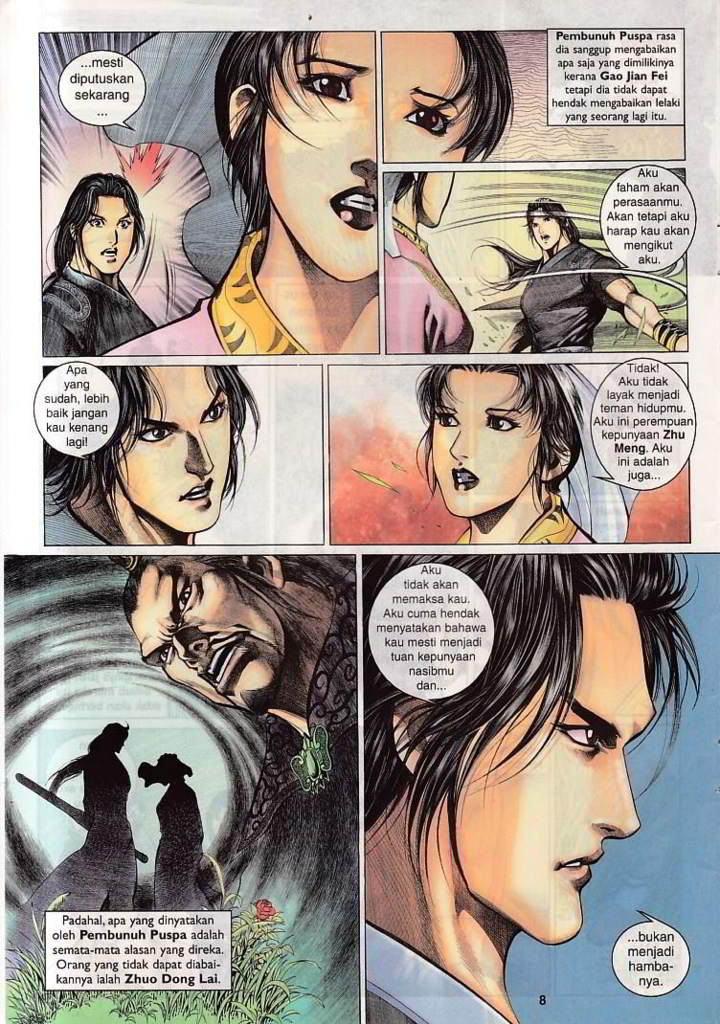 ...mesti
diputuskan
sekarang
...
Pembunuh Puspa rasa
dia sanggup mengabaikan
apa saja yang dimilikinya
kerana Gao Jian Fei
tetapi dia tidak dapat
hendak mengabaikan lelaki
yang seorang lagi itu.
Aku
faham akan
perasaanmu.
Akan tetapi aku
harap kau akan
mengikut
aku.
Apa
yang
sudah, lebih
baik jangan
kau kenang
lagi!
Tidak!
Aku tidak
layak menjadi
teman hidupmu.
Aku ini perempuan
kepunyaan Zhu
Meng. Aku
ini adalah
juga...
Padahal, apa yang dinyatakan
oleh Pembunuh Puspa adalah
semata-mata alasan yang direka.
Orang yang tidak dapat diabai-
kannya ialah Zhuo Dong Lai.
Aku
tidak akan
memaksa kau.
Aku cuma hendak
menyatakan bahawa
kau mesti menjadi
tuan kepunyaan
nasibmu
dan...
...bukan
menjadi
hamba-
nya.
8